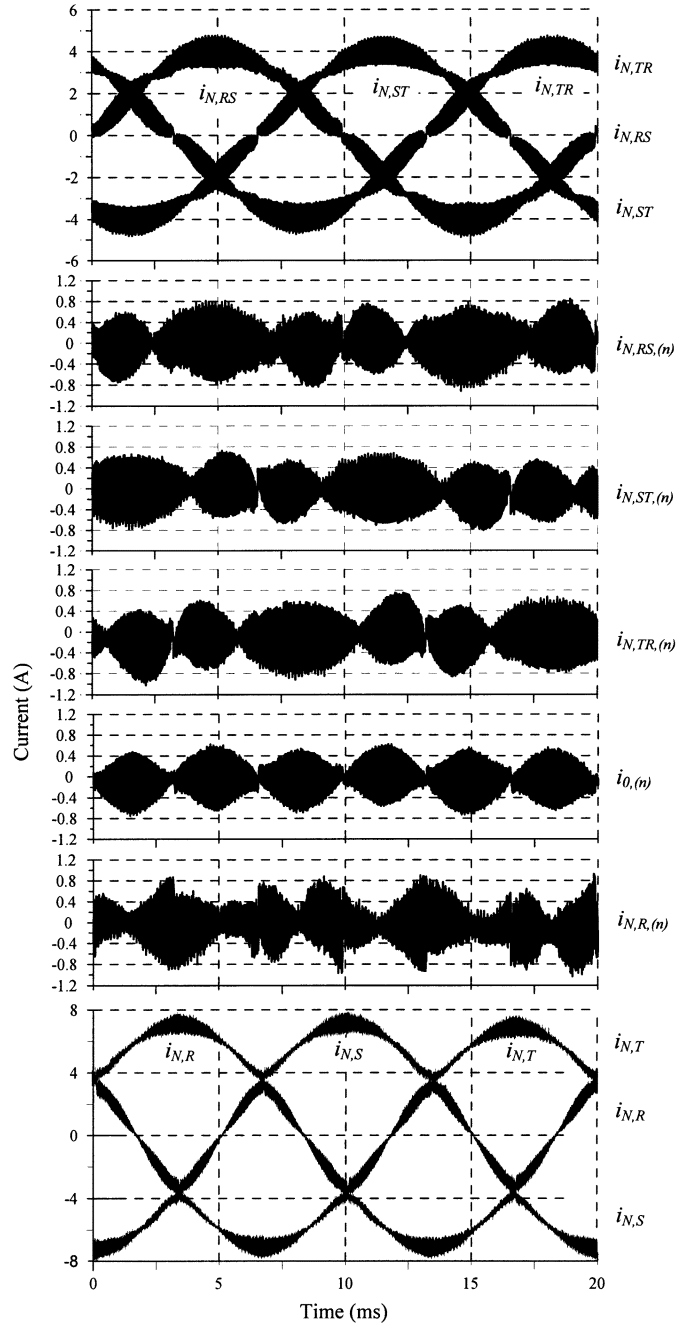 6
4
2
0
-2
-4
-6
i_{N,RS} i_{N,ST} i_{N,TR}
i_{N,TR}
i_{N,RS}
i_{N,ST}
1.2
0.8
0.4
0
-0.4
-0.8
-1.2
i_{N,RS,(n)}
1.2
0.8
0.4
0
-0.4
-0.8
-1.2
i_{N,ST,(n)}
1.2
0.8
0.4
0
-0.4
-0.8
-1.2
i_{N,TR,(n)}
1.2
0.8
0.4
0
-0.4
-0.8
-1.2
i_{0,(n)}
1.2
0.8
0.4
0
-0.4
-0.8
-1.2
i_{N,R,(n)}
8
4
0
-4
-8
i_{N,R} i_{N,S} i_{N,T}
i_{N,T}
i_{N,R}
i_{N,S}
0 5 10 15 20
Time (ms)
Current (A)